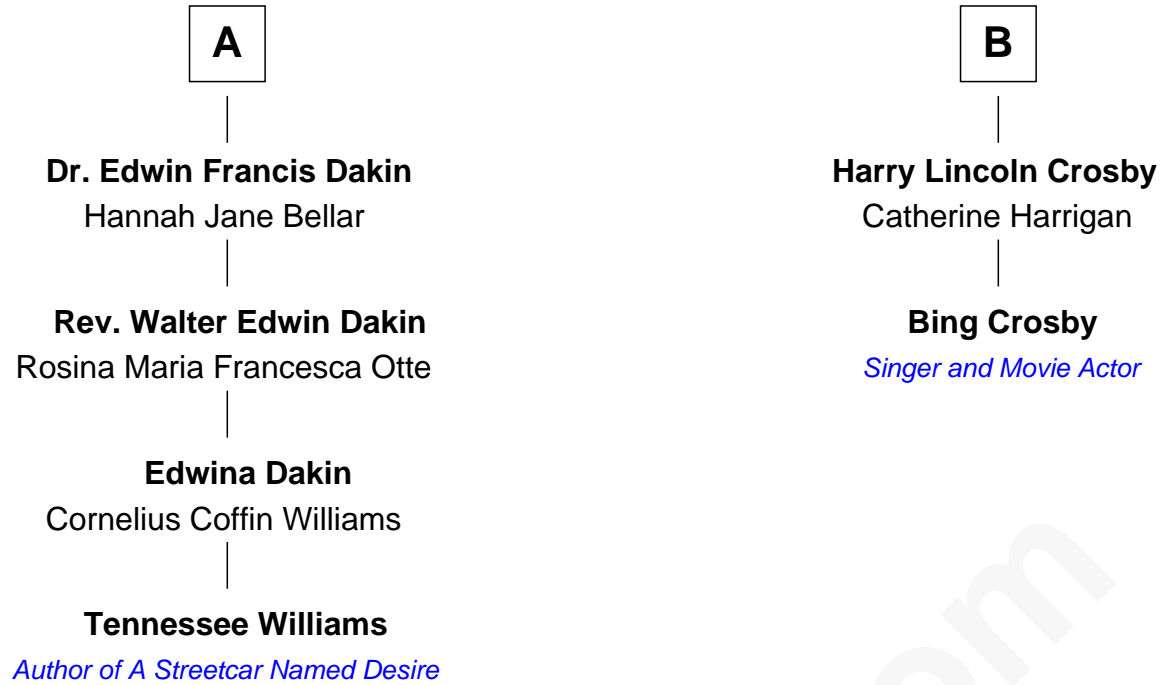 A
Dr. Edwin Francis Dakin
Hannah Jane Bellar
Rev. Walter Edwin Dakin
Rosina Maria Francesca Otte
Edwina Dakin
Cornelius Coffin Williams
Tennessee Williams
Author of A Streetcar Named Desire
B
Harry Lincoln Crosby
Catherine Harrigan
Bing Crosby
Singer and Movie Actor
om